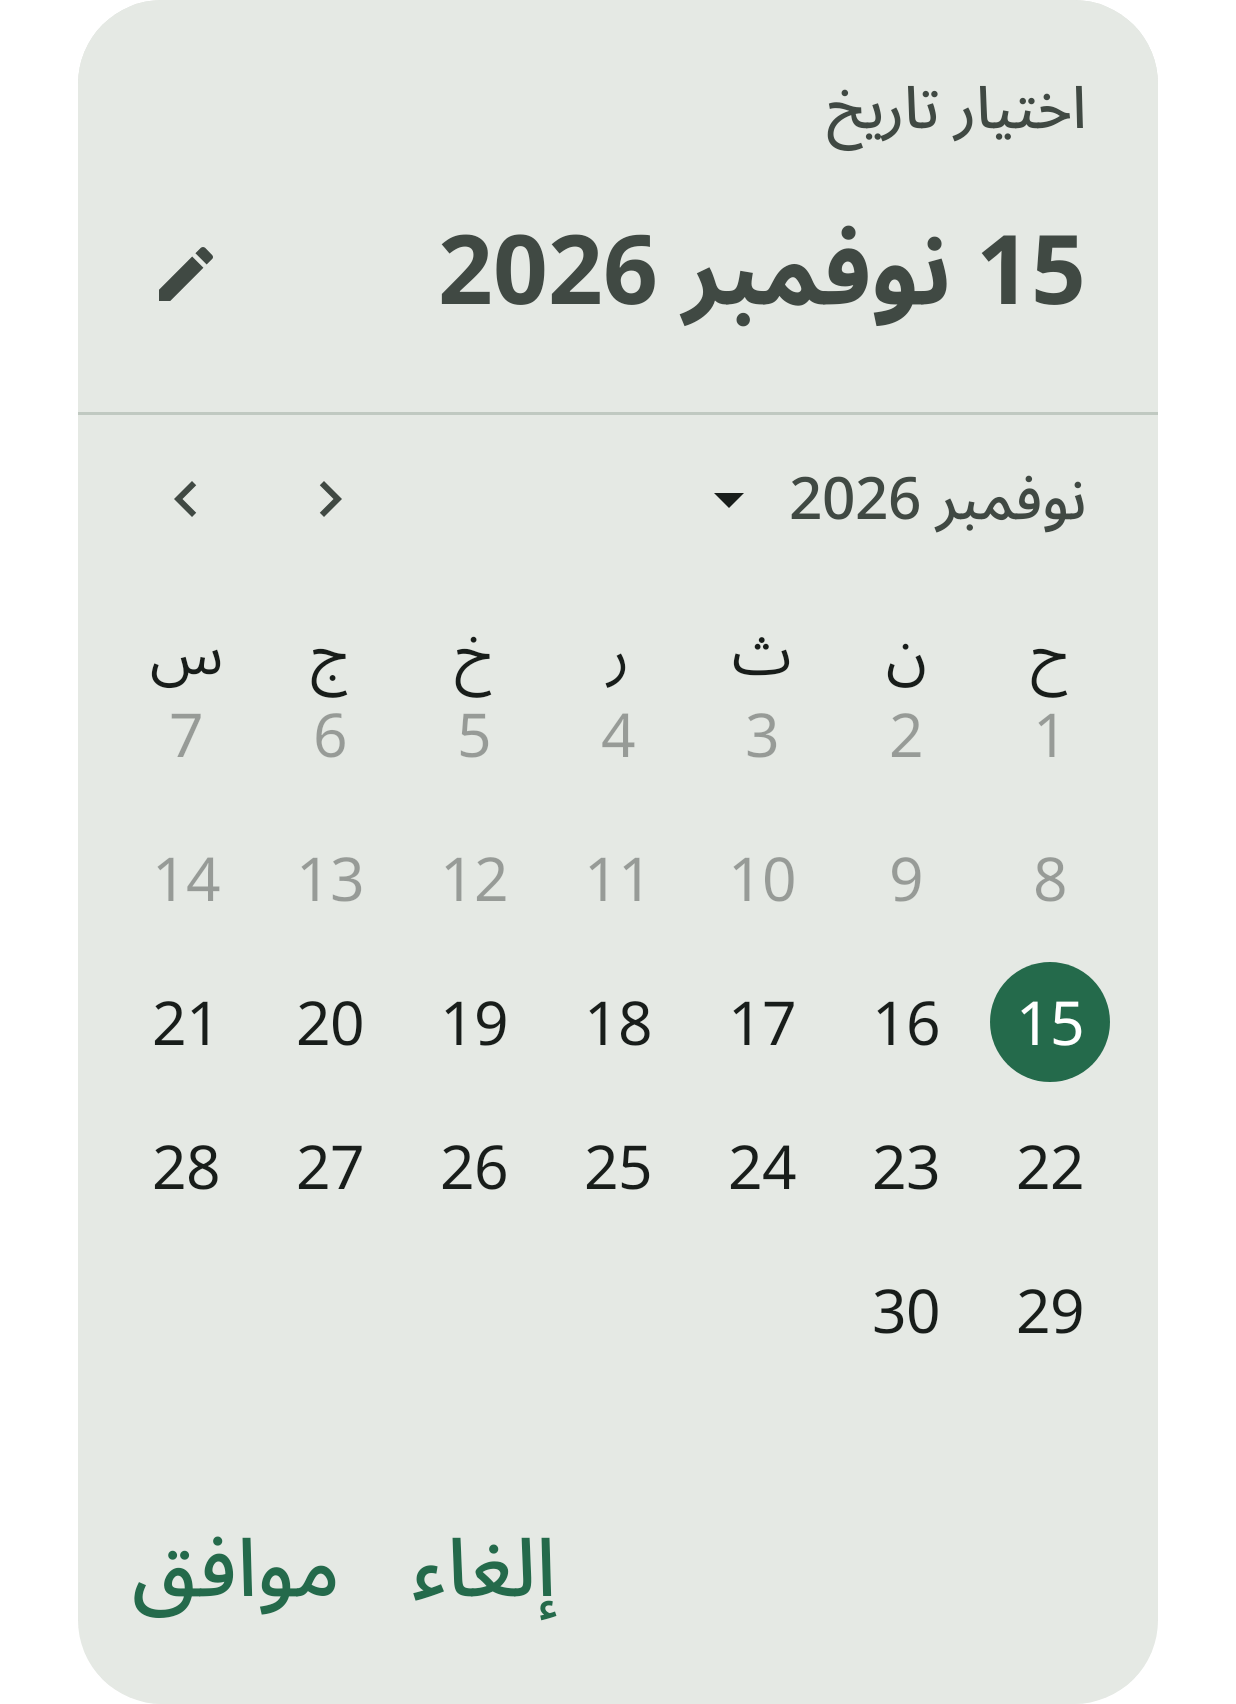 اختيار تاريخ
15 نوفمبر 2026
نوفمبر 2026
ح ن ث ر خ ج س
1 2 3 4 5 6 7
8 9 10 11 12 13 14
15 16 17 18 19 20 21
22 23 24 25 26 27 28
29 30
إلغاء موافق